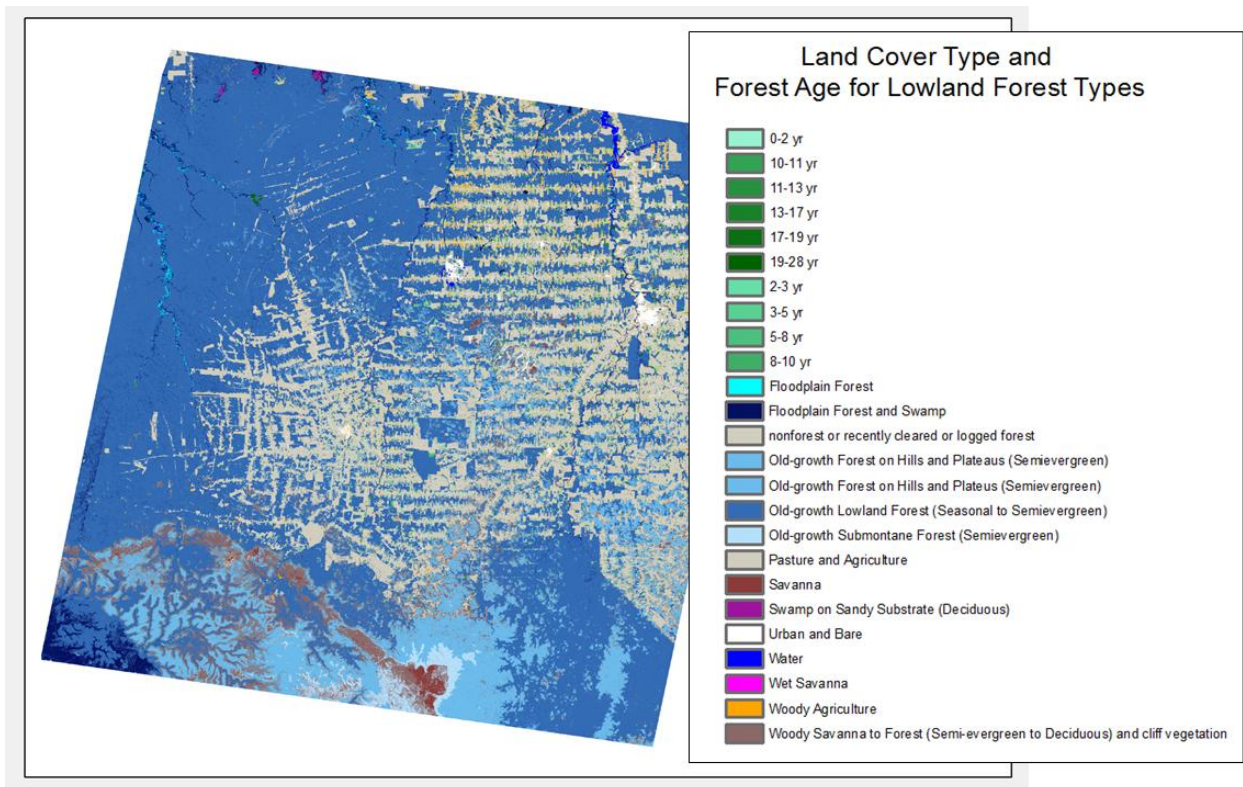 Land Cover Type and
Forest Age for Lowland Forest Types
0-2 yr
10-11 yr
11-13 yr
13-17 yr
17-19 yr
19-28 yr
2-3 yr
3-5 yr
5-8 yr
8-10 yr
Floodplain Forest
Floodplain Forest and Swamp
nonforest or recently cleared or logged forest
Old-growth Forest on Hills and Plateaus (Semievergreen)
Old-growth Forest on Hills and Plateus (Semievergreen)
Old-growth Lowland Forest (Seasonal to Semievergreen)
Old-growth Submontane Forest (Semievergreen)
Pasture and Agriculture
Savanna
Swamp on Sandy Substrate (Deciduous)
Urban and Bare
Water
Wet Savanna
Woody Agriculture
Woody Savanna to Forest (Semi-evergreen to Deciduous) and cliff vegetation